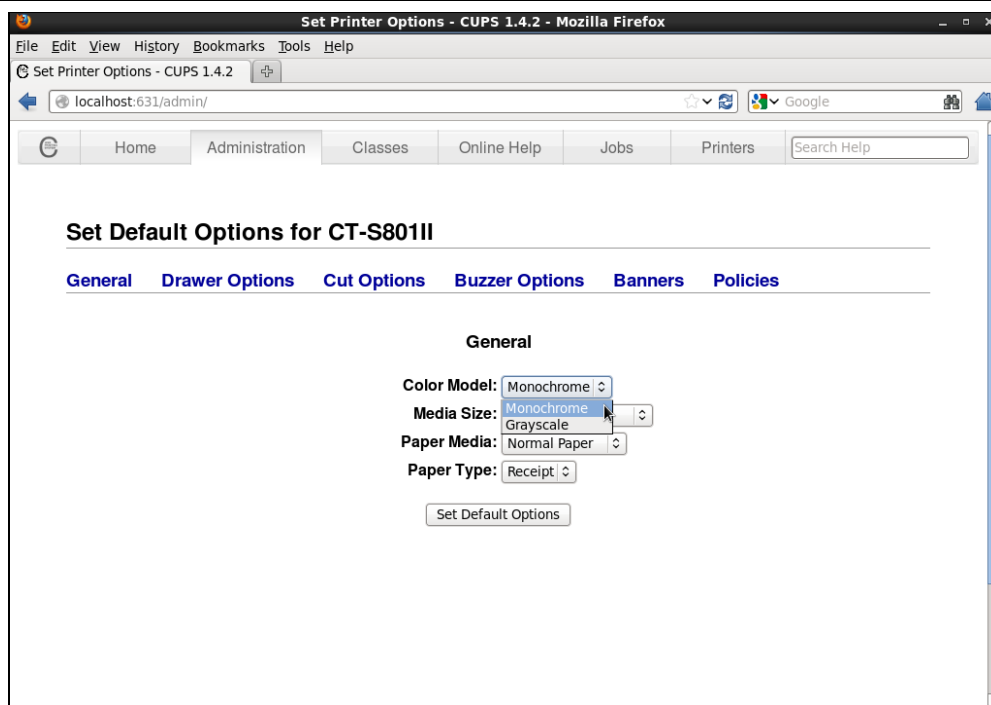 Set Printer Options - CUPS 1.4.2 - Mozilla Firefox
File Edit View History Bookmarks Tools Help
Set Printer Options - CUPS 1.4.2
localhost:631/admin/
Google
Home Administration Classes Online Help Jobs Printers Search Help
Set Default Options for CT-S801II
General Drawer Options Cut Options Buzzer Options Banners Policies
General
Color Model: Monochrome
Monochrome
Media Size:
Grayscale
Paper Media: Normal Paper
Paper Type: Receipt
Set Default Options